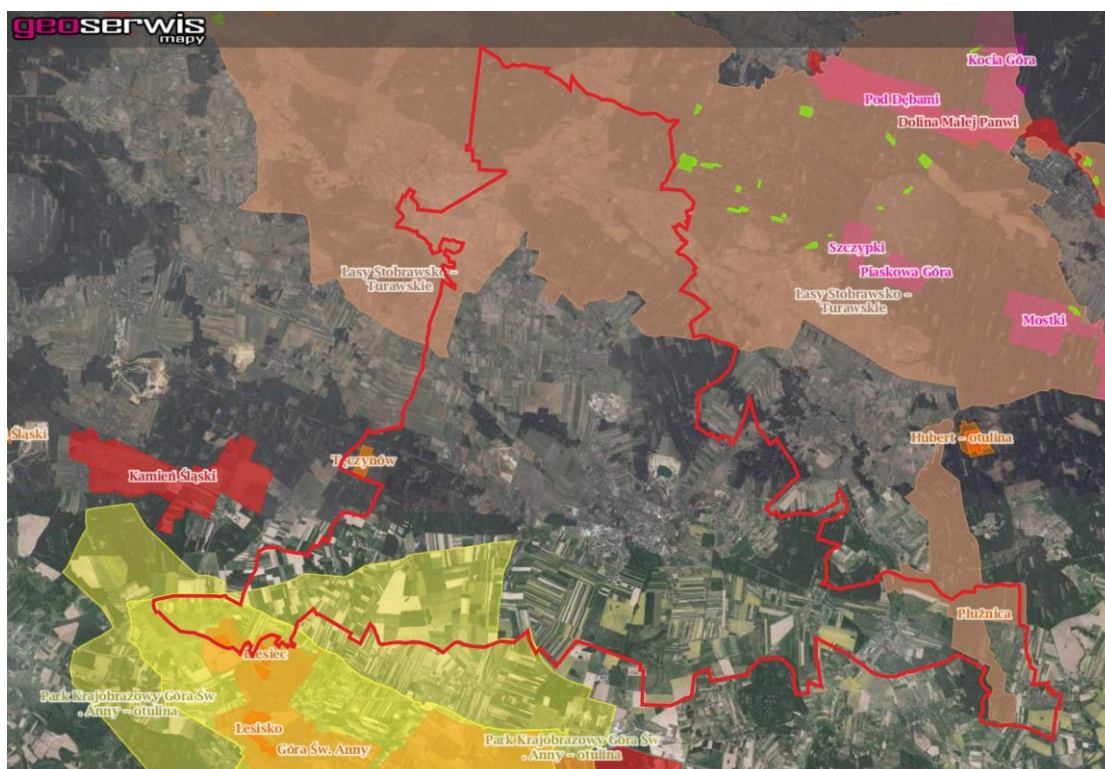 geoserwis
mapy
Kocia Góra
Pod Dębami
Dolina Małej Panwi
Szczypki
Piaskowa Góra
Lasy Stobrawsko –
Turawskie
Lasy Stobrawsko –
Turawskie
Mostki
Śląski
Tęczynów
Hubert – otulina
Kamień Śląski
Płużnica
Biesiec
Park Krajobrazowy Góra Św
. Anny – otulina
Lesisko
Góra Św. Anny
Park Krajobrazowy Góra Św
. Anny – otulina